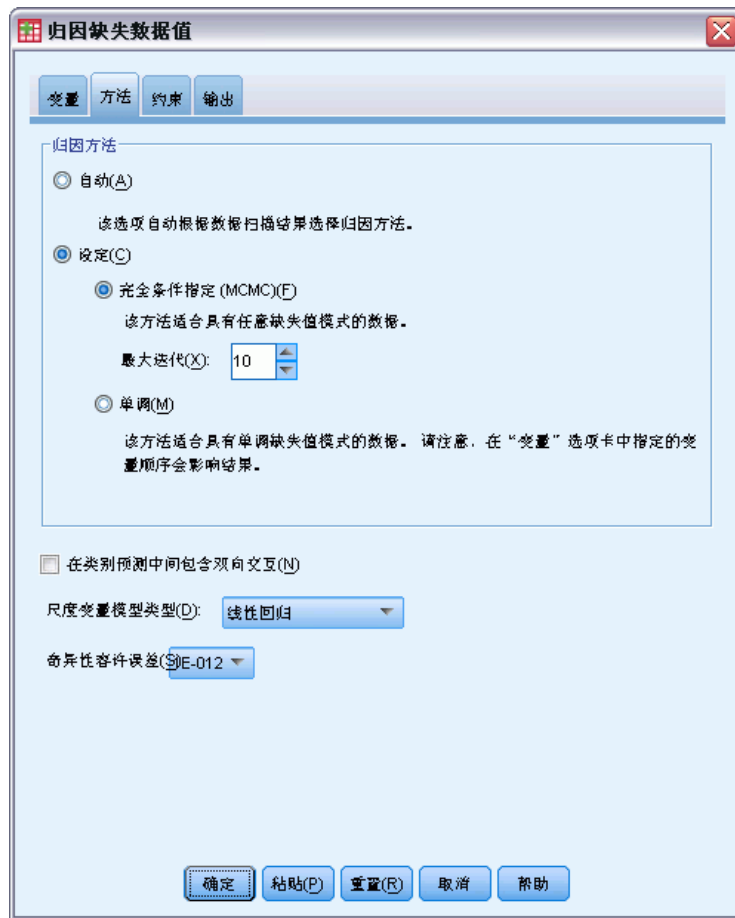 归因缺失数据值
变量 方法 约束 输出
归因方法
自动(A)
该选项自动根据数据扫描结果选择归因方法。
设定(C)
完全条件指定 (MCMC)(F)
该方法适合具有任意缺失值模式的数据。
最大迭代(X): 10
单调(M)
该方法适合具有单调缺失值模式的数据。 请注意，在“变量”选项卡中指定的变
量顺序会影响结果。
在类别预测中间包含双向交互(N)
尺度变量模型类型(D): 线性回归
奇异性容许误差(S) E-012
确定 粘贴(P) 重置(R) 取消 帮助